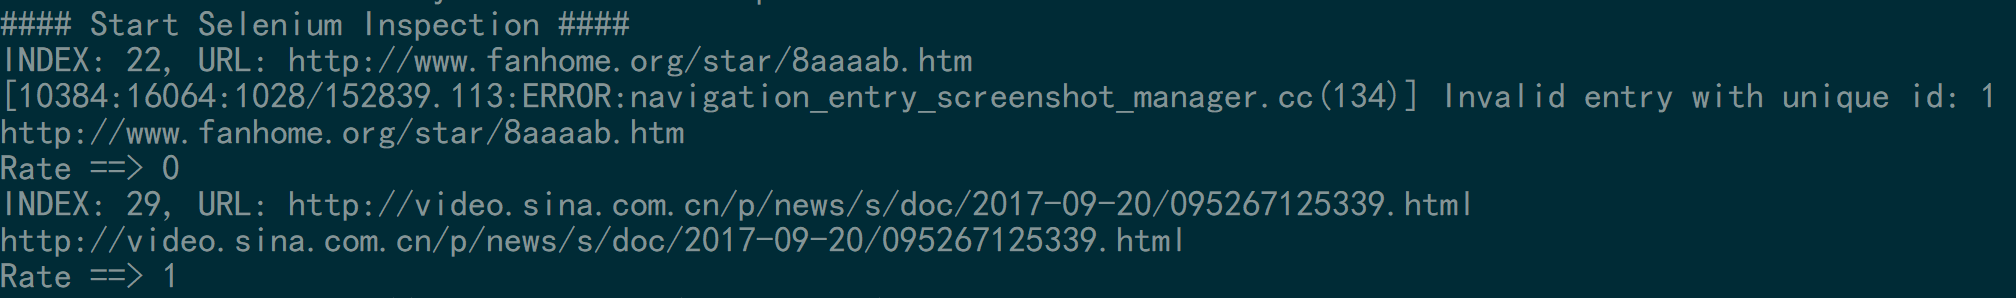 #### Start Selenium Inspection ####
INDEX: 22, URL: http://www.fanhome.org/star/8aaaab.htm
[10384:16064:1028/152839.113:ERROR:navigation_entry_screenshot_manager.cc(134)] Invalid entry with unique id: 1
http://www.fanhome.org/star/8aaaab.htm
Rate ==> 0
INDEX: 29, URL: http://video.sina.com.cn/p/news/s/doc/2017-09-20/095267125339.html
http://video.sina.com.cn/p/news/s/doc/2017-09-20/095267125339.html
Rate ==> 1